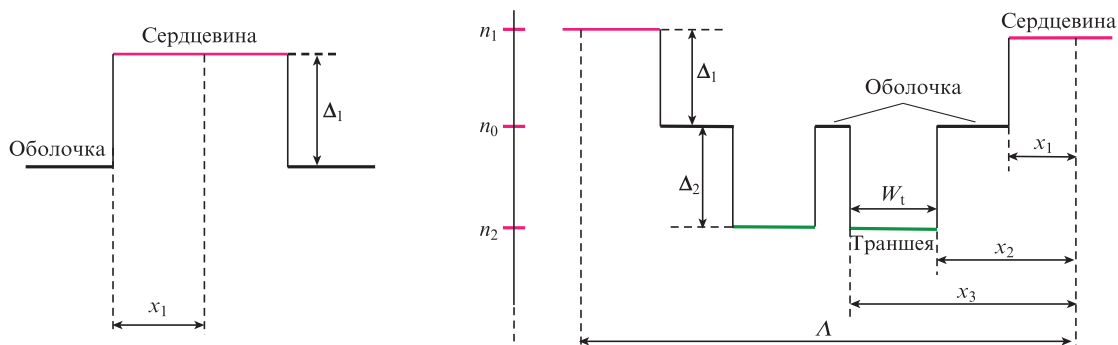 Сердцевина
Δ₁
Оболочка
x₁
n₁
n₀
n₂
Δ₁
Δ₂
Сердцевина
Оболочка
x₁
Wₜ
Траншея
x₂
x₃
Λ